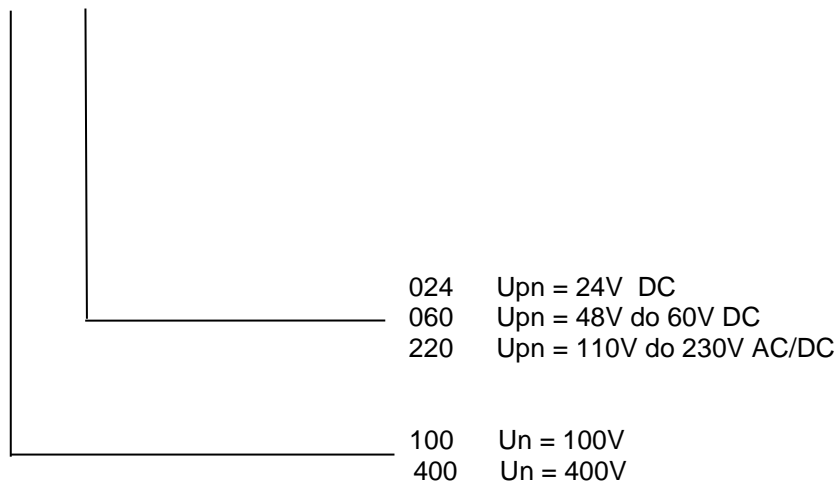 024 Upn = 24V DC
060 Upn = 48V do 60V DC
220 Upn = 110V do 230V AC/DC
100 Un = 100V
400 Un = 400V